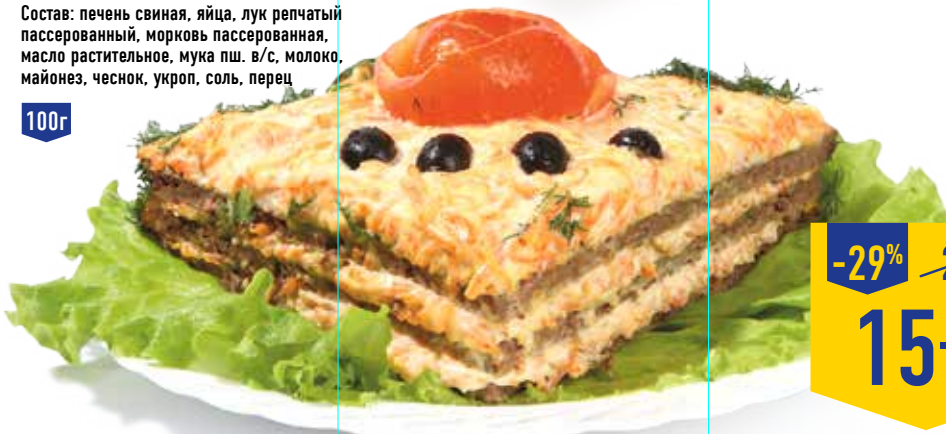 Состав: печень свиная, яйца, лук репчатый
пассерованный, морковь пассерованная,
масло растительное, мука пш. в/с, молоко,
майонез, чеснок, укроп, соль, перец
100г
-29%
15-